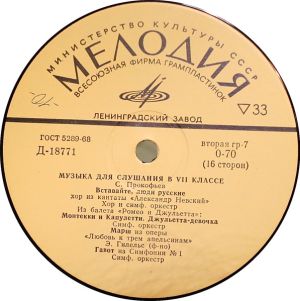 МИНИСТЕРСТВО КУЛЬТУРЫ СССР
МЕЛОДИЯ
ВСЕСОЮЗНАЯ ФИРМА ГРАМПЛАСТИНОК
▽33
ЛЕНИНГРАДСКИЙ ЗАВОД
ГОСТ 5289-68
Д-18771
вторая гр-7
0-70
(16 сторон)
МУЗЫКА ДЛЯ СЛУШАНИЯ В VII КЛАССЕ
С. Прокофьев
Вставайте, люди русские
хор из кантаты «Александр Невский»
Хор и симф. оркестр
Из балета «Ромео и Джульетта»:
Монтекки и Капулетти. Джульетта-девочка
Симф. оркестр
Марш из оперы
«Любовь к трем апельсинам»
Э. Гилельс (ф-но)
Гавот на Симфонии № 1
Симф. оркестр